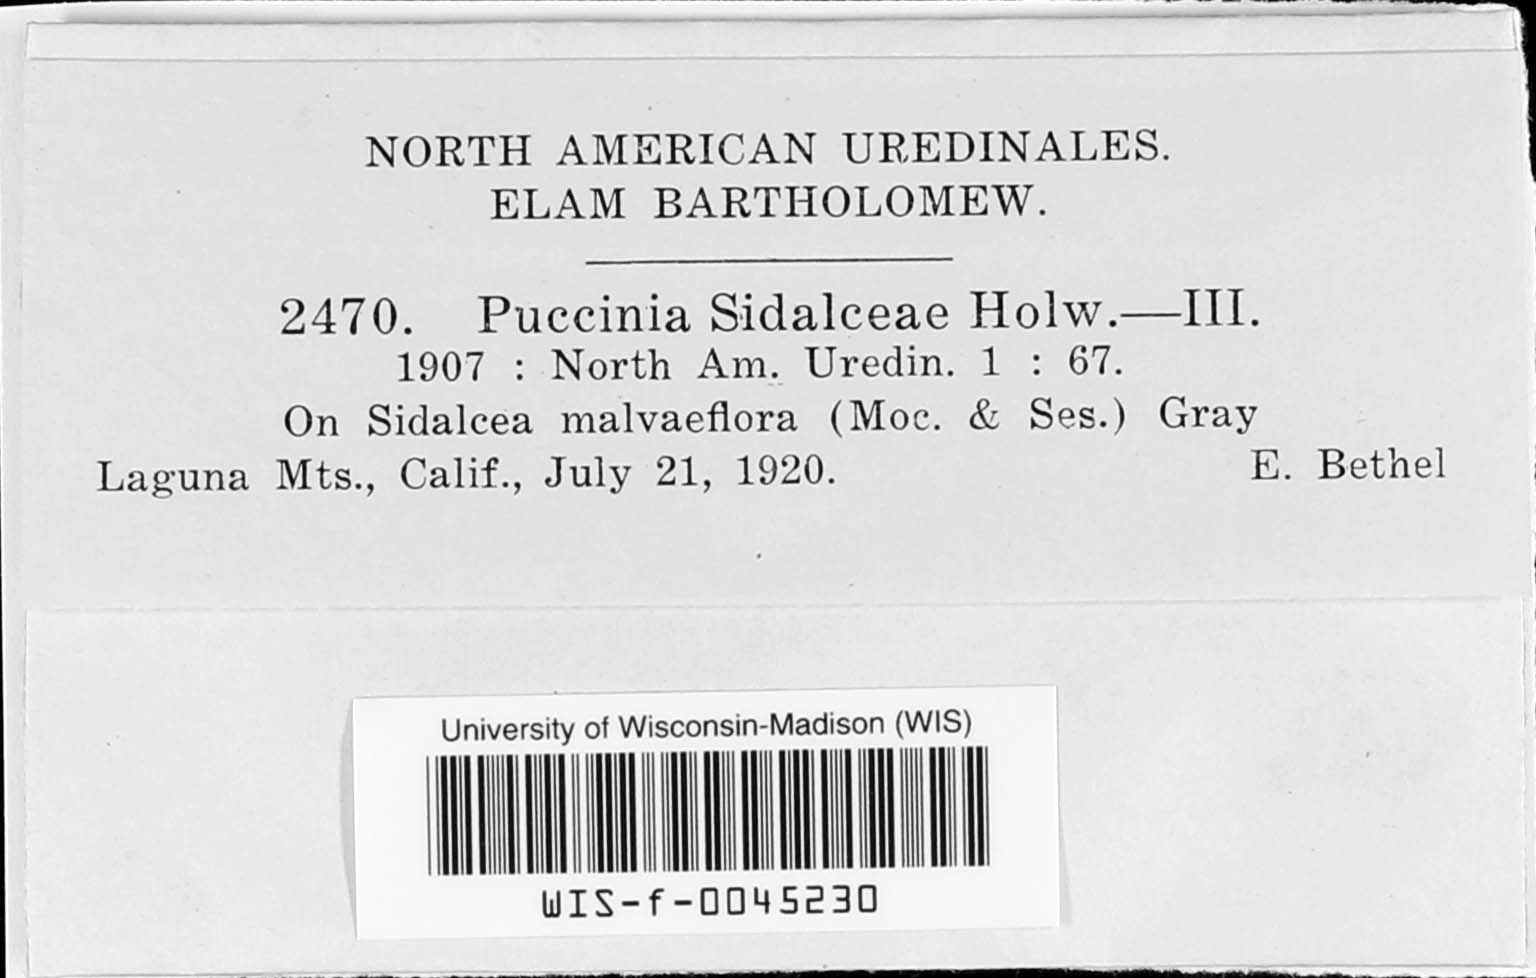 NORTH AMERICAN UREDINALES.
ELAM BARTHOLOMEW.
2470. Puccinia Sidalceae Holw.—III.
1907 : North Am. Uredin. 1 : 67.
On Sidalcea malvaeflora (Moc. & Ses.) Gray
Laguna Mts., Calif., July 21, 1920. E. Bethel
University of Wisconsin-Madison (WIS)
WIS-f-0045230